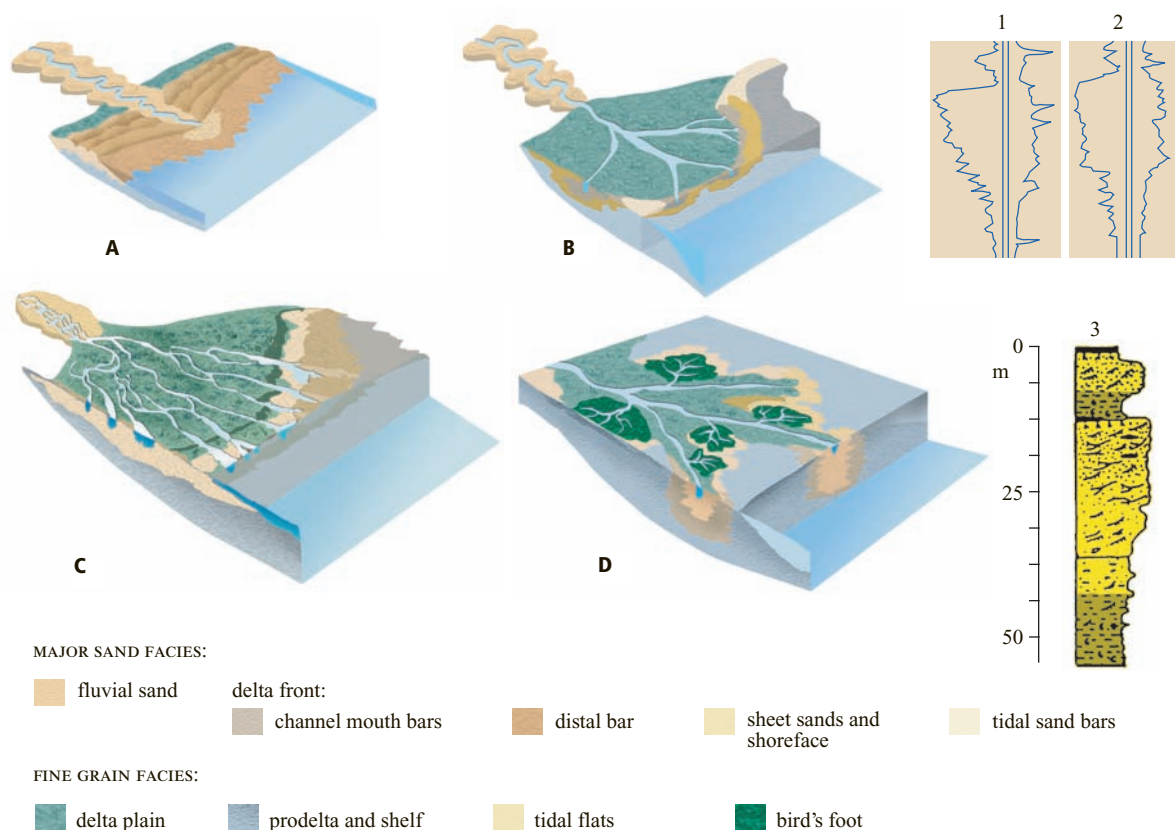 1
2
A
B
3
0
m
25
50
C
D
MAJOR SAND FACIES:
fluvial sand
delta front:
channel mouth bars
distal bar
sheet sands and
shoreface
tidal sand bars
FINE GRAIN FACIES:
delta plain
prodelta and shelf
tidal flats
bird's foot